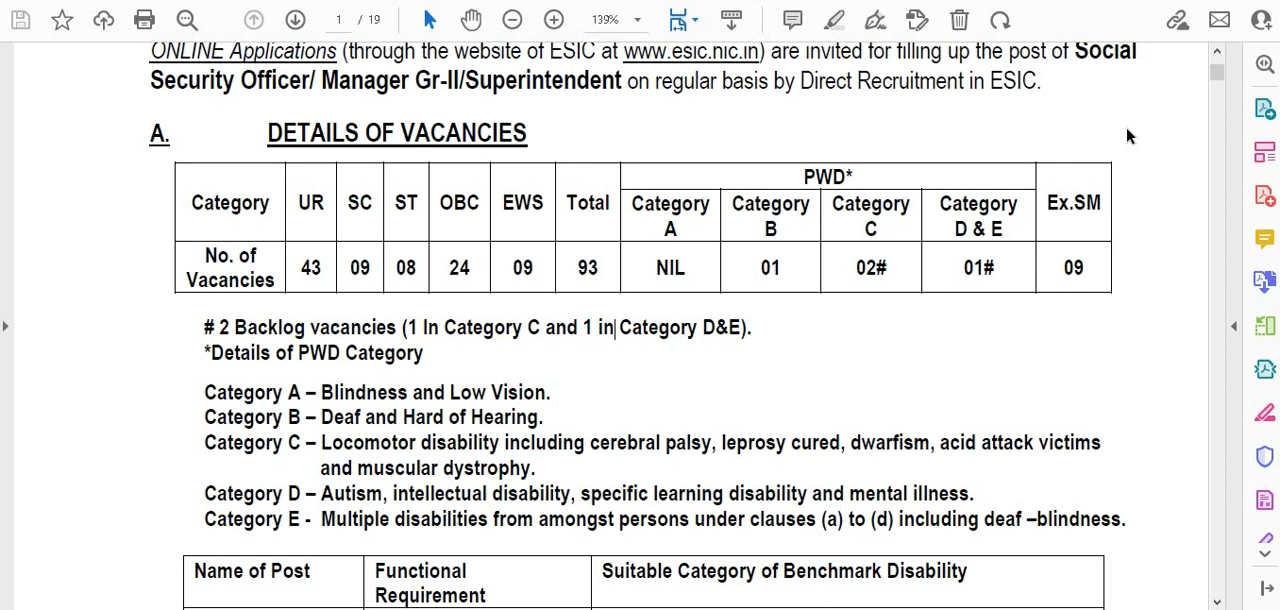 1 / 19
139%
ONLINE Applications (through the website of ESIC at www.esic.nic.in) are invited for filling up the post of Social
Security Officer/ Manager Gr-II/Superintendent on regular basis by Direct Recruitment in ESIC.
A. DETAILS OF VACANCIES
PWD*
Category UR SC ST OBC EWS Total Category A Category B Category C Category D & E Ex.SM
No. of Vacancies 43 09 08 24 09 93 NIL 01 02# 01# 09
# 2 Backlog vacancies (1 In Category C and 1 in Category D&E).
*Details of PWD Category
Category A – Blindness and Low Vision.
Category B – Deaf and Hard of Hearing.
Category C – Locomotor disability including cerebral palsy, leprosy cured, dwarfism, acid attack victims
and muscular dystrophy.
Category D – Autism, intellectual disability, specific learning disability and mental illness.
Category E - Multiple disabilities from amongst persons under clauses (a) to (d) including deaf –blindness.
Name of Post Functional Requirement Suitable Category of Benchmark Disability